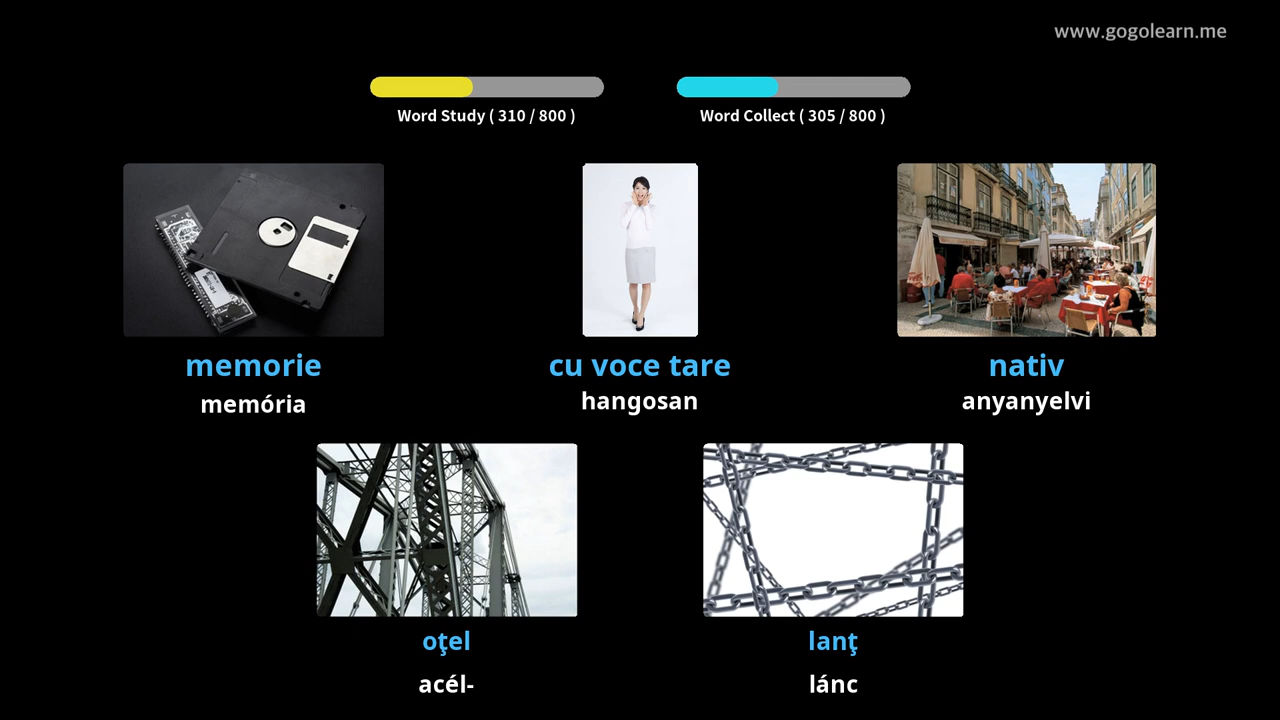 www.gogolearn.me
Word Study ( 310 / 800 )
Word Collect ( 305 / 800 )
memorie
memória
cu voce tare
hangosan
nativ
anyanyelvi
oţel
acél-
lanţ
lánc